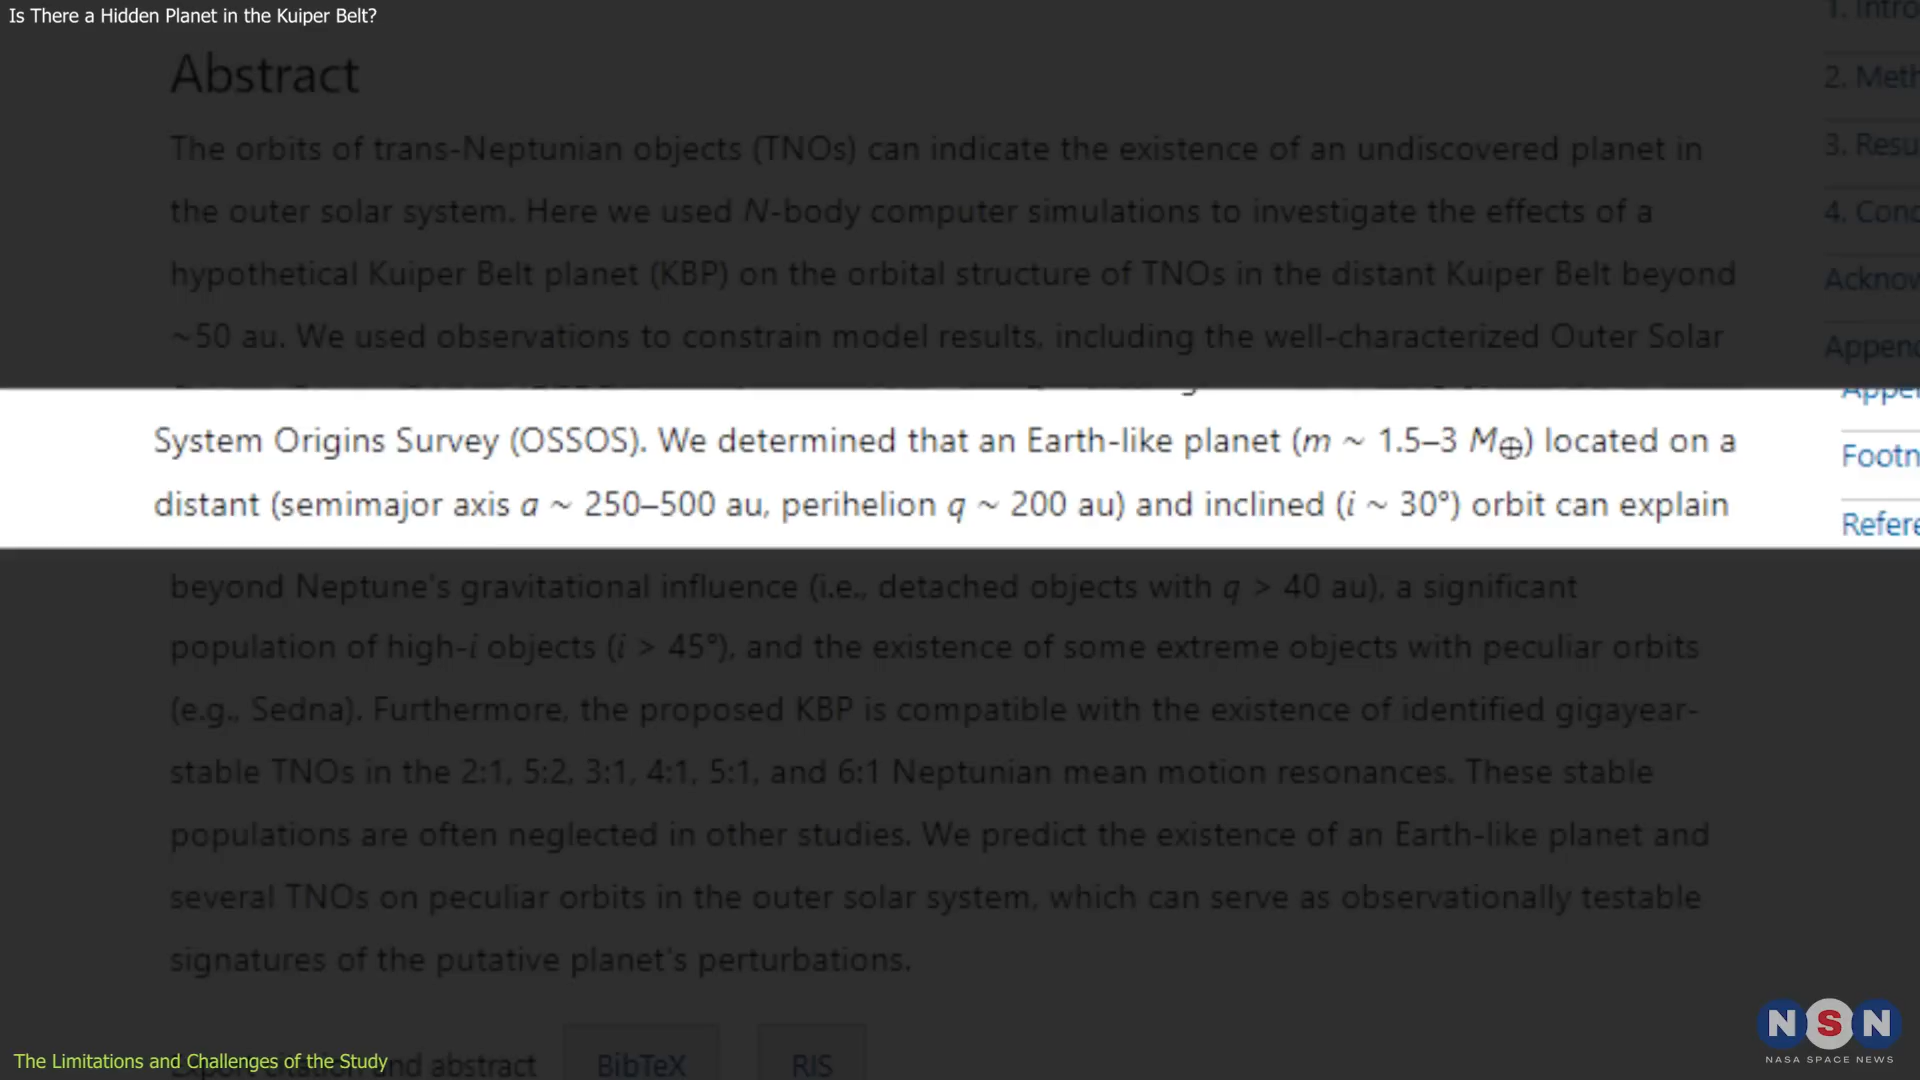 Is There a Hidden Planet in the Kuiper Belt?
1. Intro
Abstract
2. Meth
The orbits of trans-Neptunian objects (TNOs) can indicate the existence of an undiscovered planet in
3. Resu
the outer solar system. Here we used N-body computer simulations to investigate the effects of a
4. Conc
hypothetical Kuiper Belt planet (KBP) on the orbital structure of TNOs in the distant Kuiper Belt beyond
Acknow
~50 au. We used observations to constrain model results, including the well-characterized Outer Solar
Append
System Origins Survey (OSSOS). We determined that an Earth-like planet (m ~ 1.5–3 M⊕) located on a
Footn
distant (semimajor axis a ~ 250–500 au, perihelion q ~ 200 au) and inclined (i ~ 30°) orbit can explain
Refere
beyond Neptune's gravitational influence (i.e., detached objects with q > 40 au), a significant
population of high-i objects (i > 45°), and the existence of some extreme objects with peculiar orbits
(e.g., Sedna). Furthermore, the proposed KBP is compatible with the existence of identified gigayear-
stable TNOs in the 2:1, 5:2, 3:1, 4:1, 5:1, and 6:1 Neptunian mean motion resonances. These stable
populations are often neglected in other studies. We predict the existence of an Earth-like planet and
several TNOs on peculiar orbits in the outer solar system, which can serve as observationally testable
signatures of the putative planet's perturbations.
NSN
NASA SPACE NEWS
The Limitations and Challenges of the Study
and abstract
BibTeX
RIS